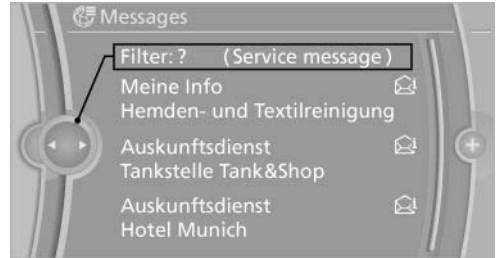 Messages
Filter: ? (Service message)
Meine Info
Hemden- und Textilreinigung
Auskunftsdienst
Tankstelle Tank&Shop
Auskunftsdienst
Hotel Munich